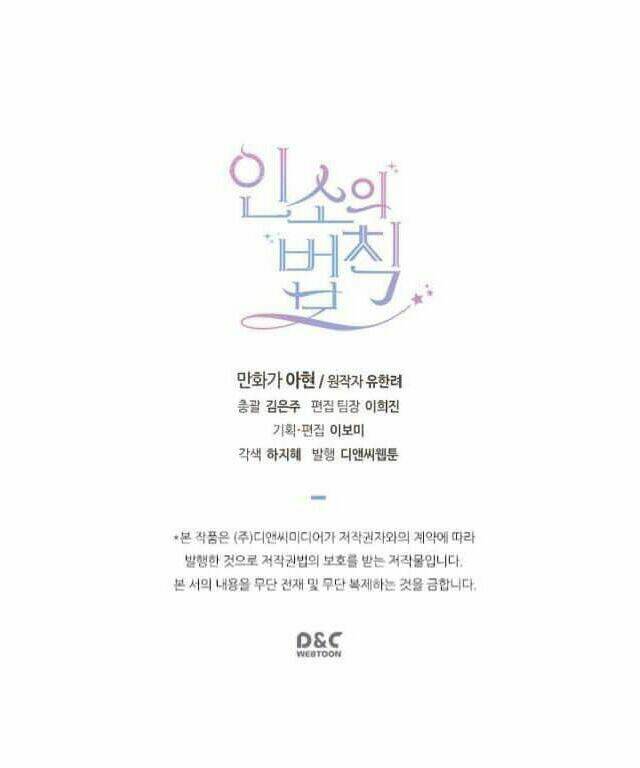 인소의
법칙
만화가 아현 / 원작자 유한려
총괄 김은주 편집 팀장 이희진
기획·편집 이보미
각색 하지혜 발행 디앤씨웹툰
*본 작품은 (주)디앤씨미디어가 저작권자와의 계약에 따라
발행한 것으로 저작권법의 보호를 받는 저작물입니다.
본 서의 내용을 무단 전재 및 무단 복제하는 것을 금합니다.
D&C
WEBTOON